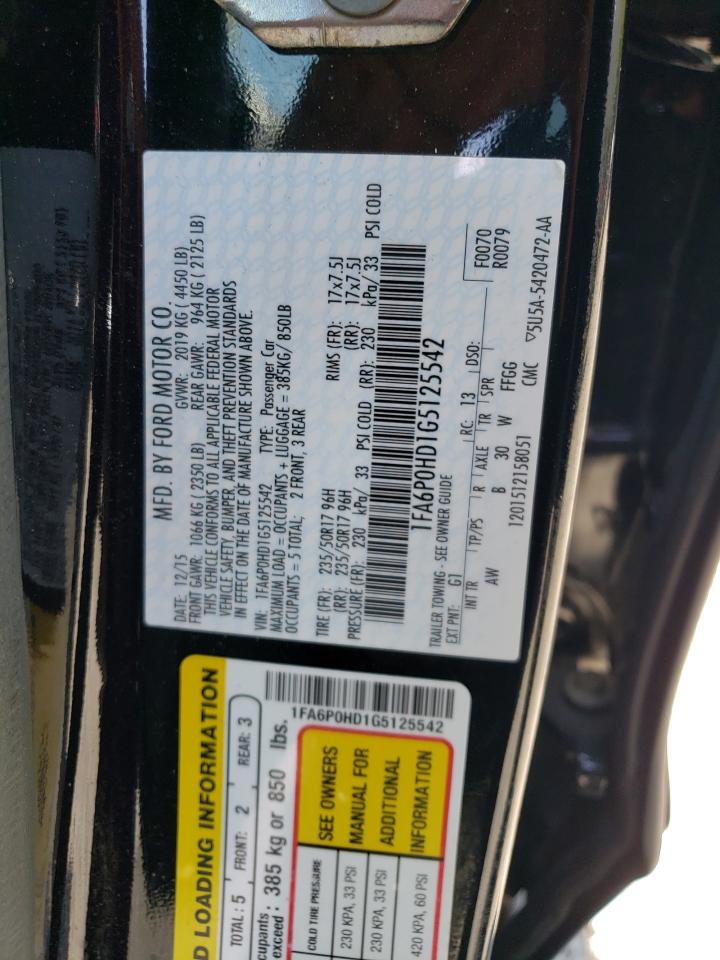 MFD. BY FORD MOTOR CO.
DATE: 12/15 GVWR: 2019 KG ( 4450 LB)
FRONT GAWR: 1066 KG ( 2350 LB) REAR GAWR: 964 KG ( 2125 LB)
THIS VEHICLE CONFORMS TO ALL APPLICABLE FEDERAL MOTOR
VEHICLE SAFETY, BUMPER, AND THEFT PREVENTION STANDARDS
IN EFFECT ON THE DATE OF MANUFACTURE SHOWN ABOVE.
VIN: 1FA6P0HD1G5125542 TYPE: Passenger Car
MAXIMUM LOAD = OCCUPANTS + LUGGAGE = 385KG/ 850LB
OCCUPANTS = 5 TOTAL: 2 FRONT, 3 REAR
TIRE (FR): 235/50R17 96H RIMS (FR): 17x7.5J
(RR): 235/50R17 96H (RR): 17x7.5J
PRESSURE (FR): 230 kPa/ 33 PSI COLD (RR): 230 kPa/ 33 PSI COLD
1FA6P0HD1G5125542
TRAILER TOWING - SEE OWNER GUIDE
EXT PNT: G1 RC: 13 DSO: F0070
R0079
INT TR TP/PS R AXLE TR SPR
AW B 30 W FFGG
1201512158051 CMC ▽5U5A-5420472-AA
D LOADING INFORMATION
TOTAL: 5 FRONT: 2 REAR: 3
cupants
exceed: 385 kg or 850 lbs.
1FA6P0HD1G5125542
COLD TIRE PRESSURE
230 KPA, 33 PSI
230 KPA, 33 PSI
420 KPA, 60 PSI
SEE OWNERS
MANUAL FOR
ADDITIONAL
INFORMATION